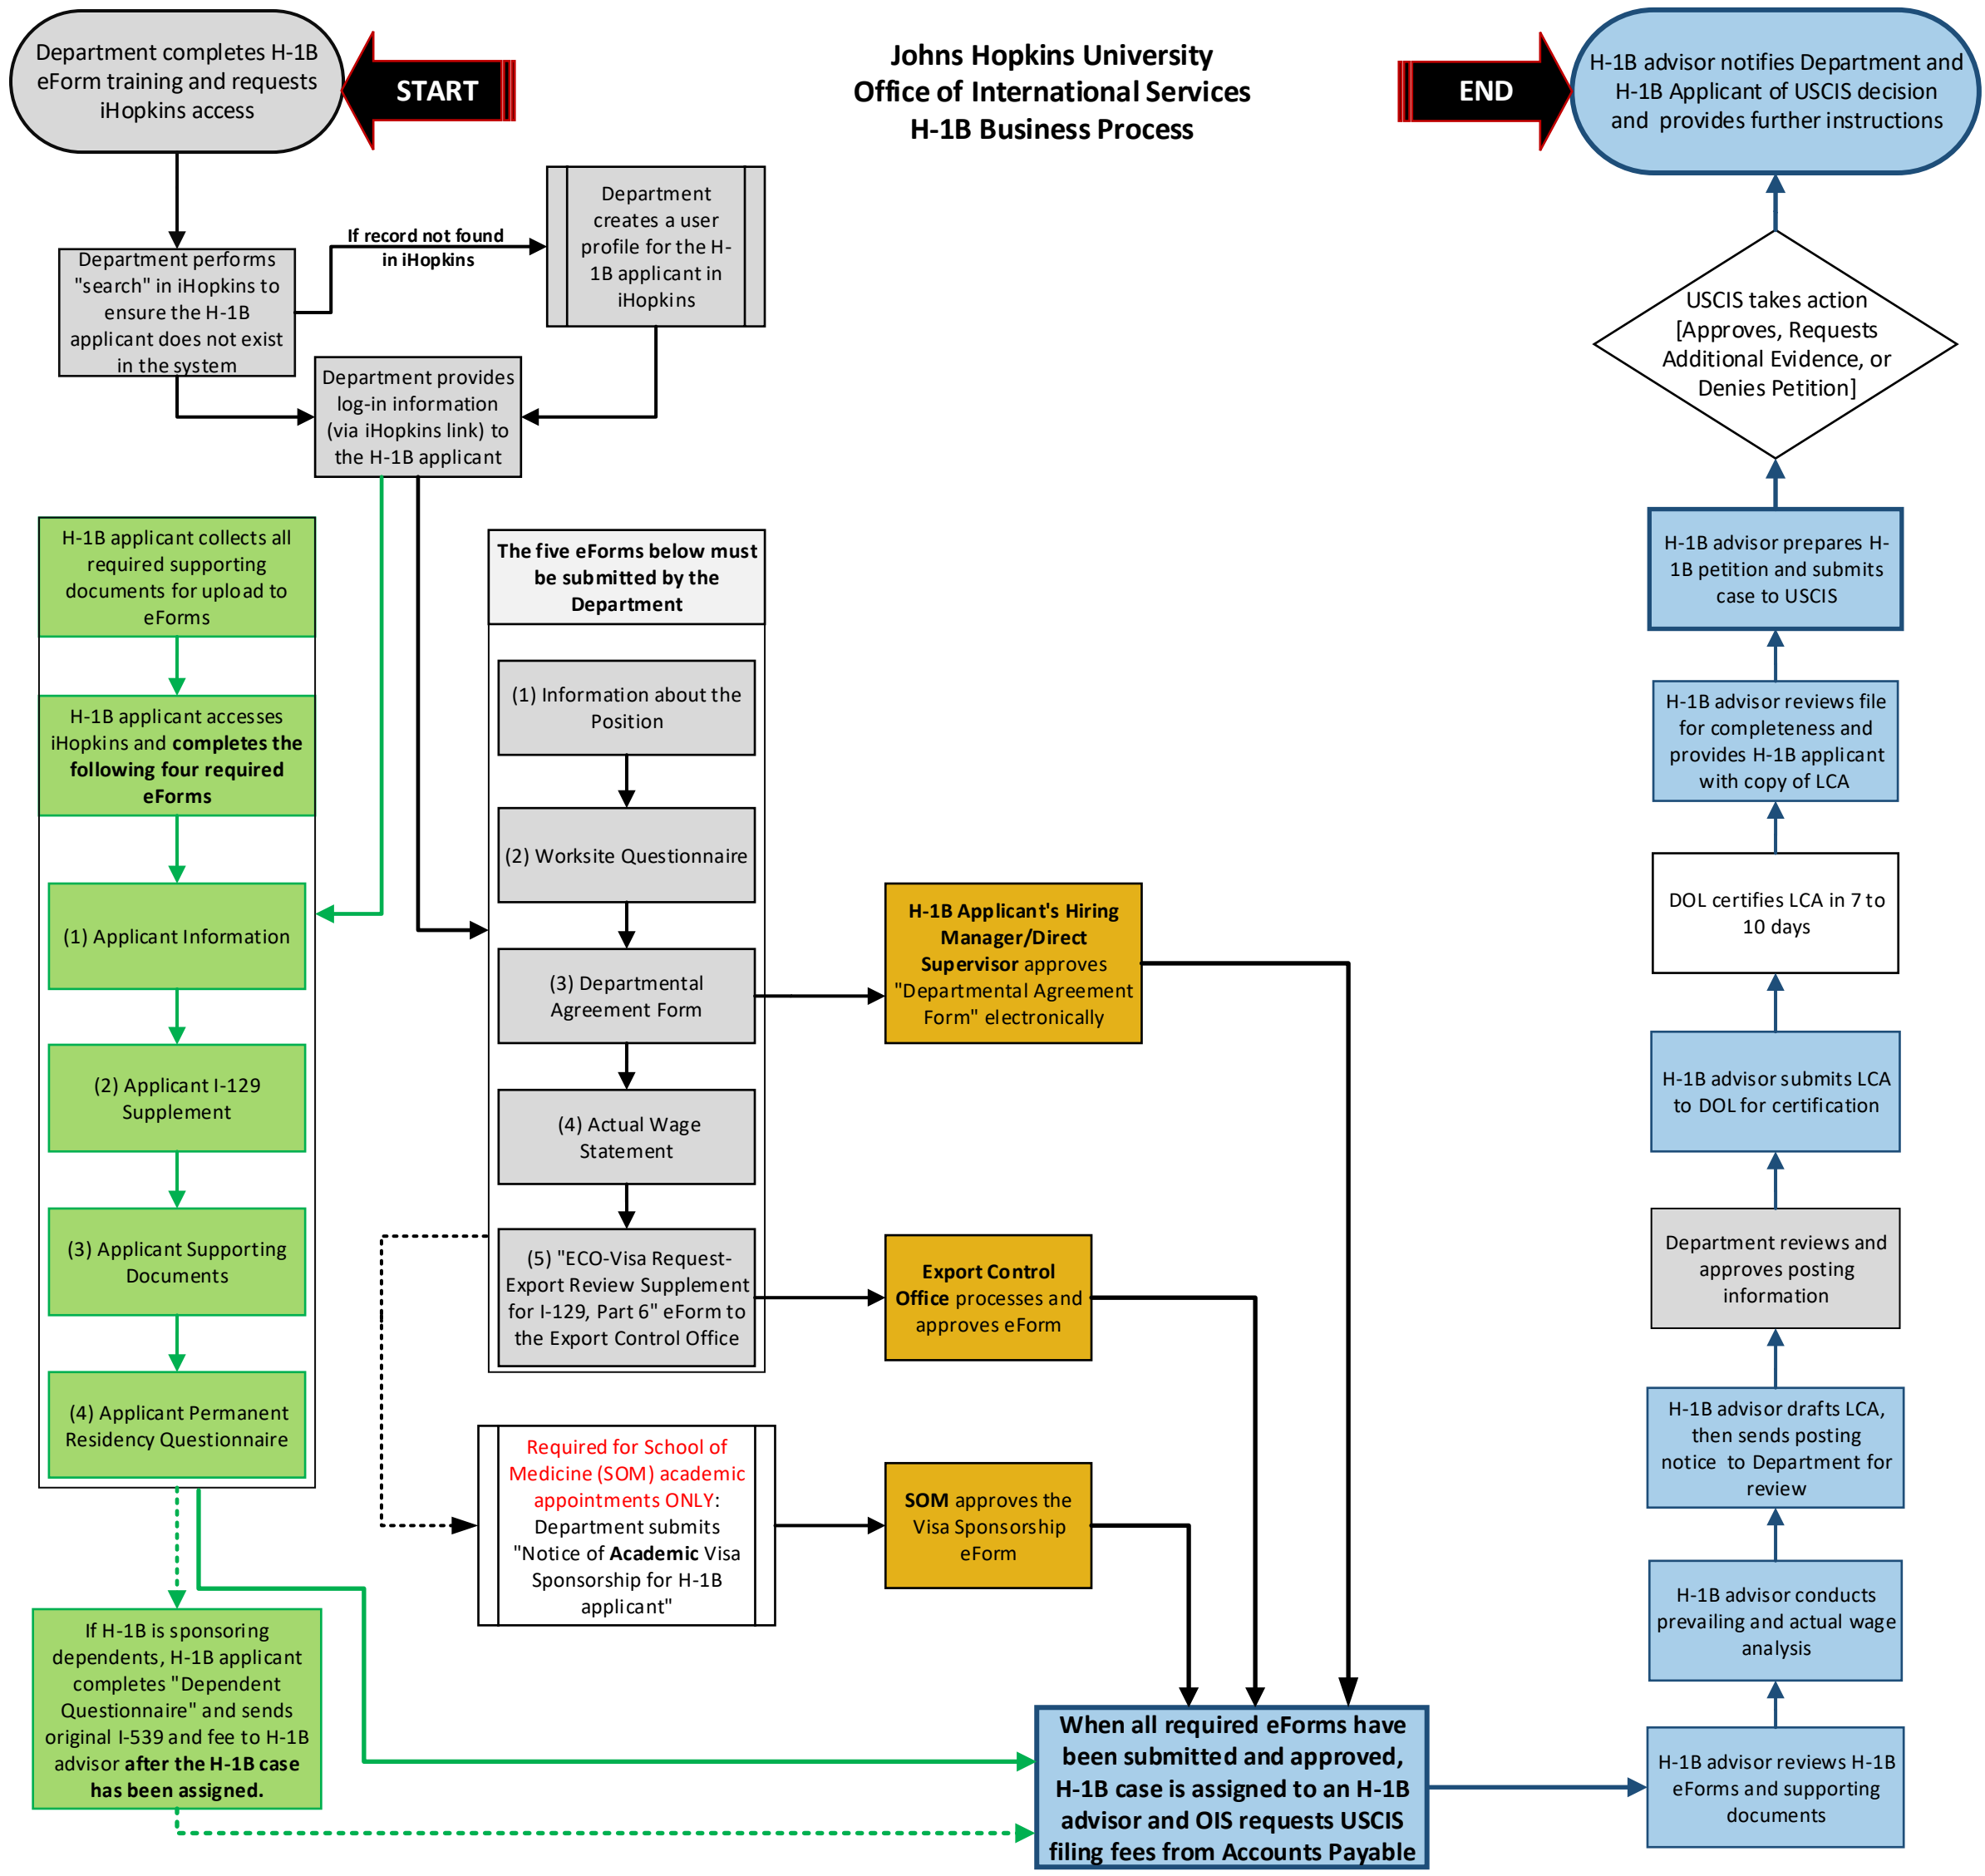 Department completes H-1B
eForm training and requests
iHopkins access
START
Johns Hopkins University
Office of International Services
H-1B Business Process
END
H-1B advisor notifies Department and
H-1B Applicant of USCIS decision
and provides further instructions
Department performs
"search" in iHopkins to
ensure the H-1B
applicant does not exist
in the system
If record not found
in iHopkins
Department
creates a user
profile for the H-
1B applicant in
iHopkins
Department provides
log-in information
(via iHopkins link) to
the H-1B applicant
H-1B applicant collects all
required supporting
documents for upload to
eForms
H-1B applicant accesses
iHopkins and completes the
following four required
eForms
(1) Applicant Information
(2) Applicant I-129
Supplement
(3) Applicant Supporting
Documents
(4) Applicant Permanent
Residency Questionnaire
If H-1B is sponsoring
dependents, H-1B applicant
completes "Dependent
Questionnaire" and sends
original I-539 and fee to H-1B
advisor after the H-1B case
has been assigned.
The five eForms below must
be submitted by the
Department
(1) Information about the
Position
(2) Worksite Questionnaire
(3) Departmental
Agreement Form
(4) Actual Wage
Statement
(5) "ECO-Visa Request-
Export Review Supplement
for I-129, Part 6" eForm to
the Export Control Office
Required for School of
Medicine (SOM) academic
appointments ONLY:
Department submits
"Notice of Academic Visa
Sponsorship for H-1B
applicant"
H-1B Applicant's Hiring
Manager/Direct
Supervisor approves
"Departmental Agreement
Form" electronically
Export Control
Office processes and
approves eForm
SOM approves the
Visa Sponsorship
eForm
When all required eForms have
been submitted and approved,
H-1B case is assigned to an H-1B
advisor and OIS requests USCIS
filing fees from Accounts Payable
H-1B advisor reviews H-1B
eForms and supporting
documents
H-1B advisor conducts
prevailing and actual wage
analysis
H-1B advisor drafts LCA,
then sends posting
notice to Department for
review
Department reviews and
approves posting
information
H-1B advisor submits LCA
to DOL for certification
DOL certifies LCA in 7 to
10 days
H-1B advisor reviews file
for completeness and
provides H-1B applicant
with copy of LCA
H-1B advisor prepares H-
1B petition and submits
case to USCIS
USCIS takes action
[Approves, Requests
Additional Evidence, or
Denies Petition]